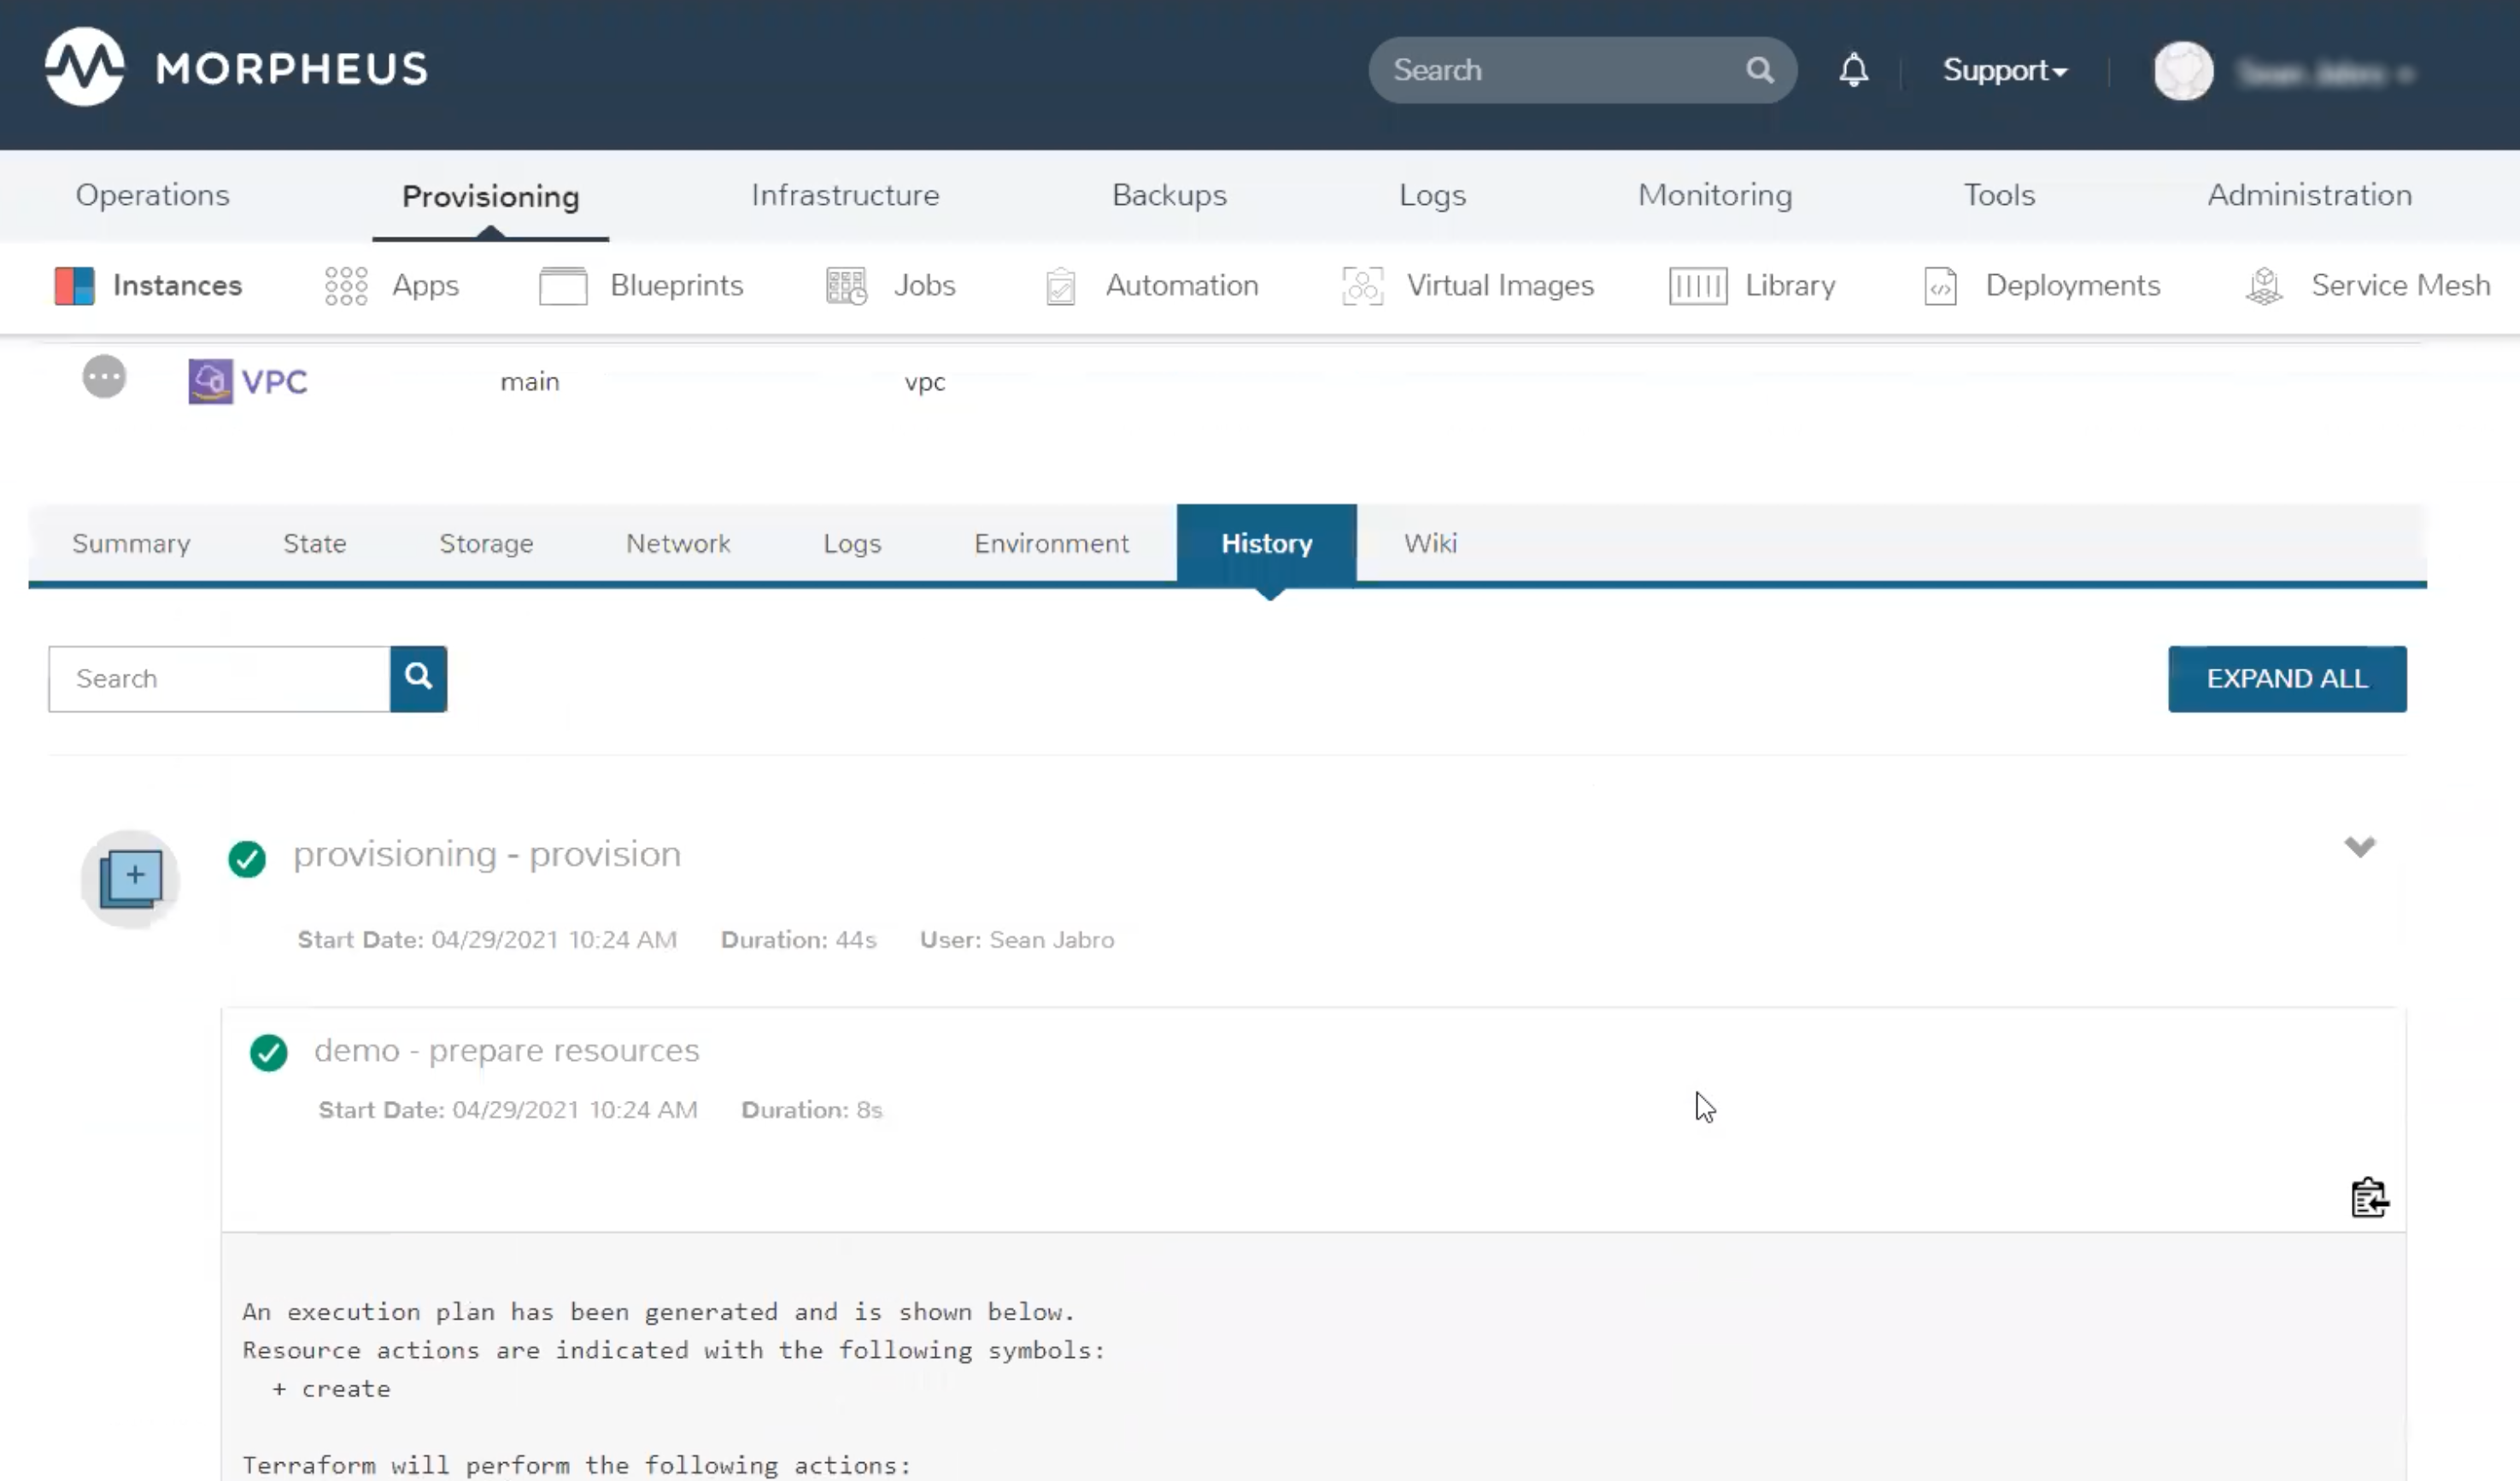 MORPHEUS
Search
Support
Operations Provisioning Infrastructure Backups Logs Monitoring Tools Administration
Instances Apps Blueprints Jobs Automation Virtual Images Library Deployments Service Mesh
VPC main vpc
Summary State Storage Network Logs Environment History Wiki
Search
EXPAND ALL
provisioning - provision
Start Date: 04/29/2021 10:24 AM Duration: 44s User: Sean Jabro
demo - prepare resources
Start Date: 04/29/2021 10:24 AM Duration: 8s
An execution plan has been generated and is shown below.
Resource actions are indicated with the following symbols:
+ create
Terraform will perform the following actions: